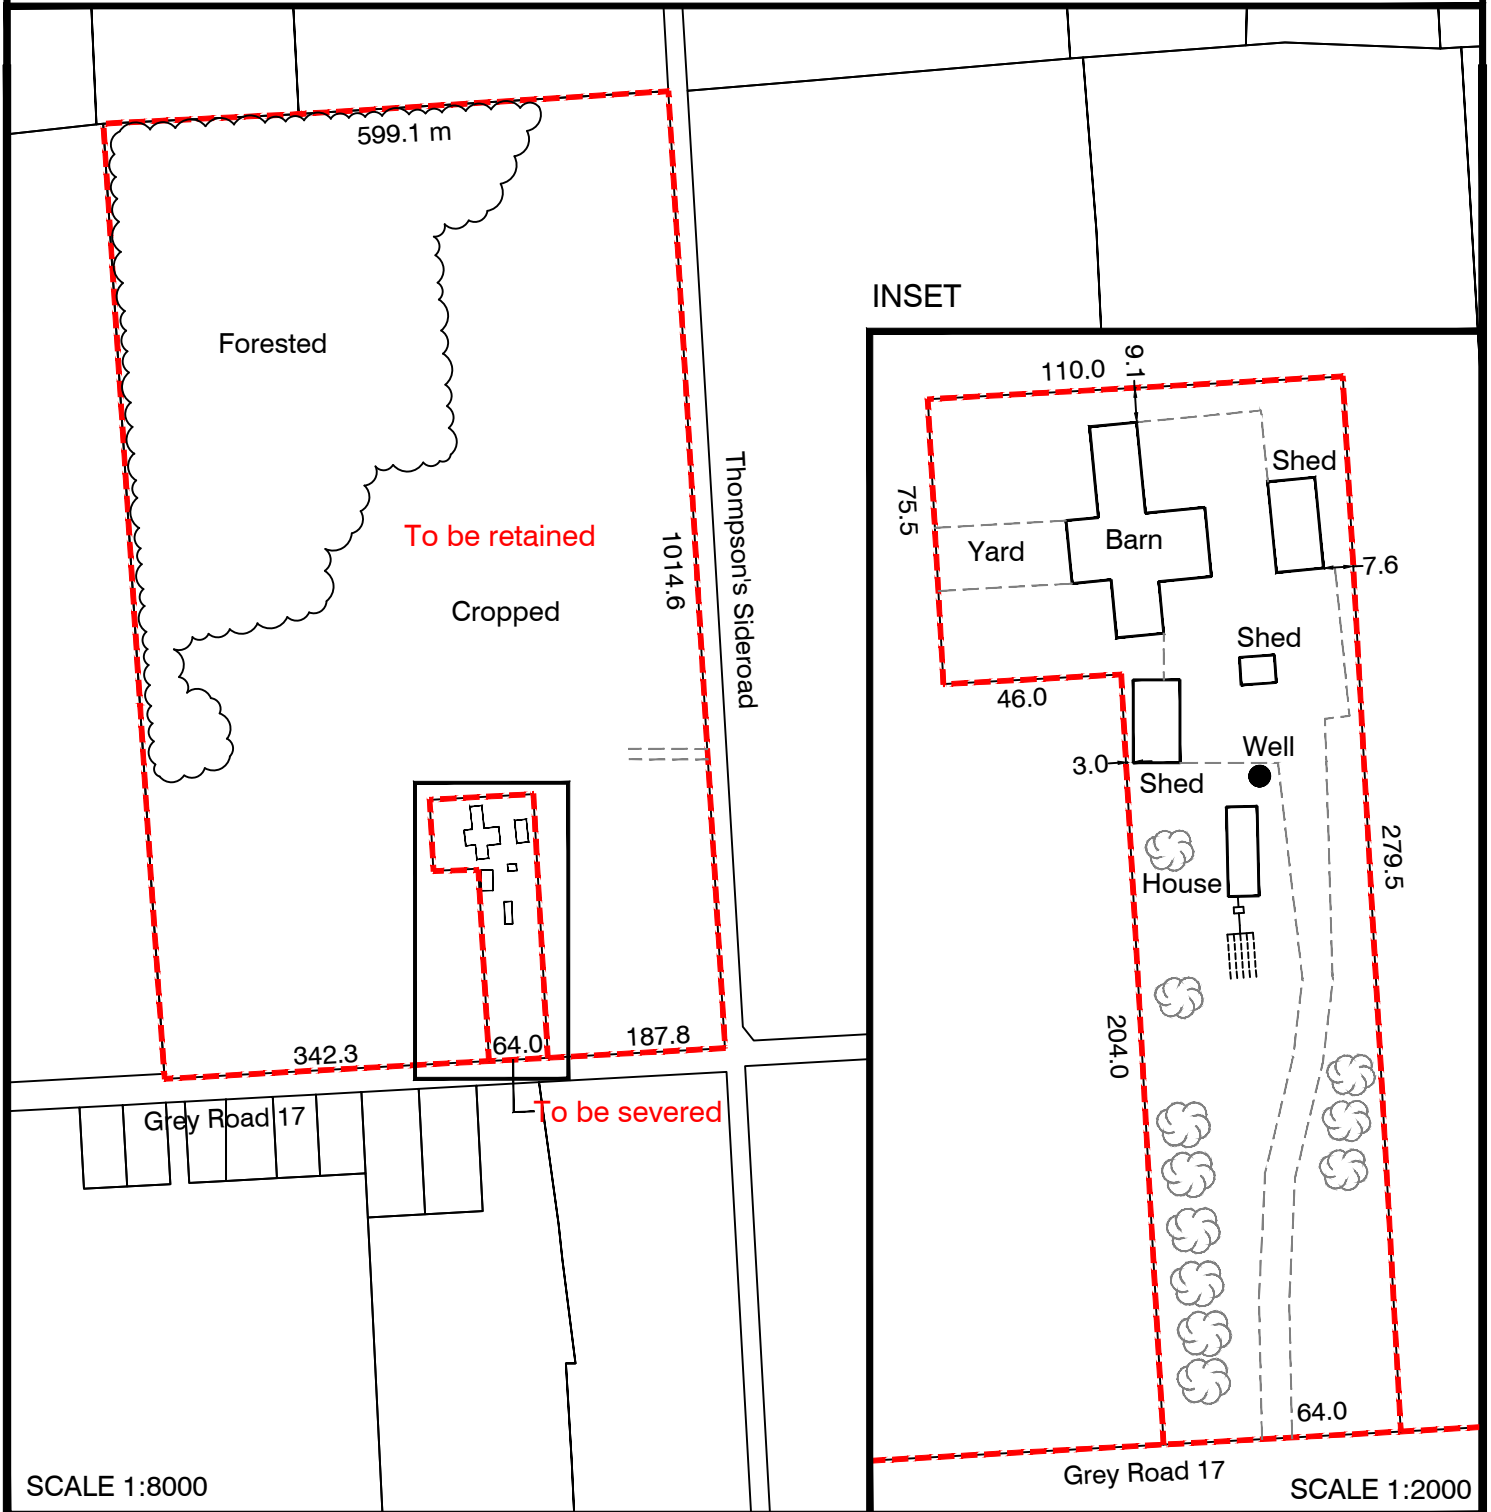 599.1 m
Forested
To be retained
1014.6
Thompson's Sideroad
Cropped
342.3
64.0
187.8
Grey Road 17
To be severed
SCALE 1:8000
INSET
110.0
9.1
Shed
75.5
Yard
Barn
7.6
Shed
46.0
Well
3.0
Shed
279.5
House
204.0
64.0
Grey Road 17
SCALE 1:2000